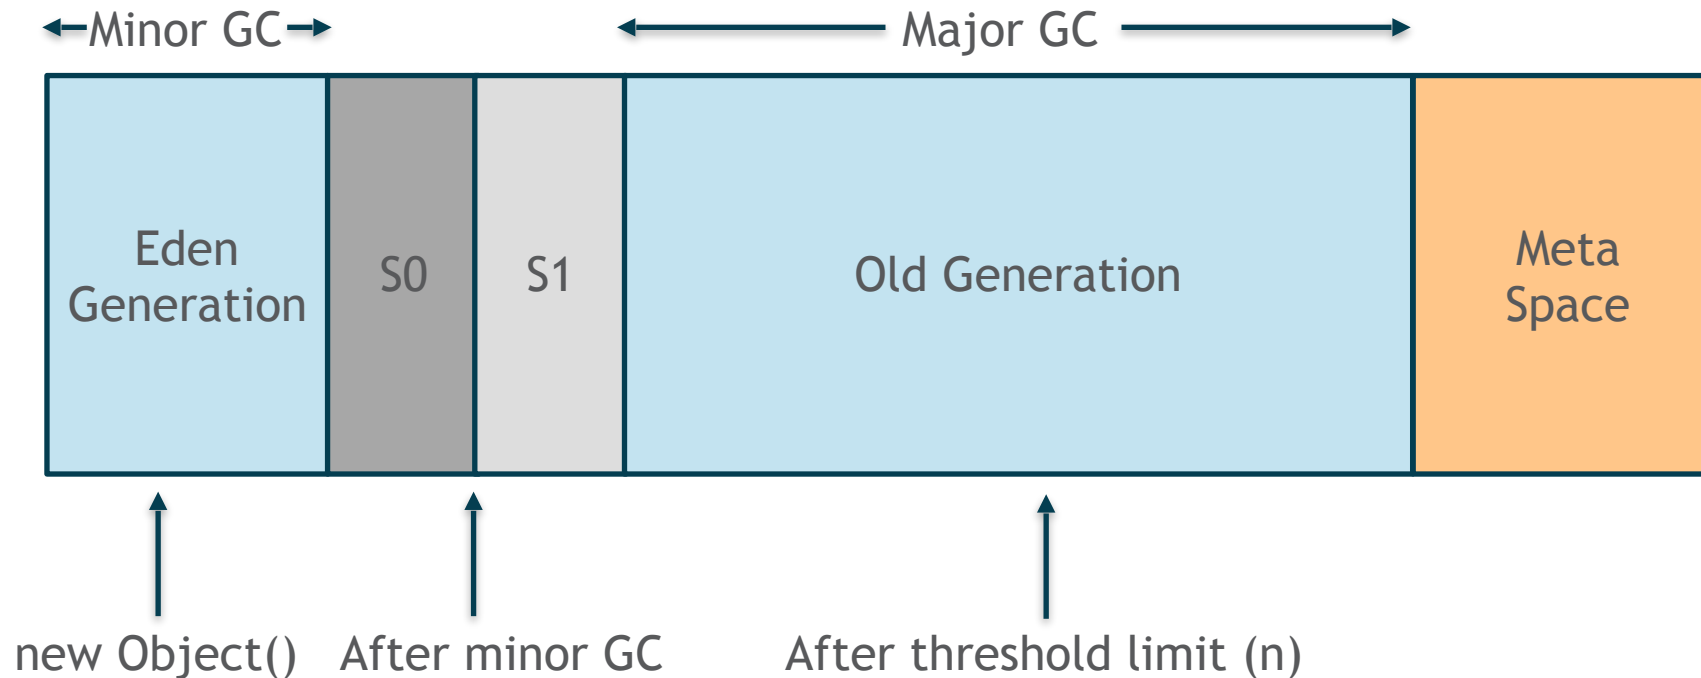 Minor GC
Major GC
Eden
Generation
S0
S1
Old Generation
Meta
Space
new Object()
After minor GC
After threshold limit (n)